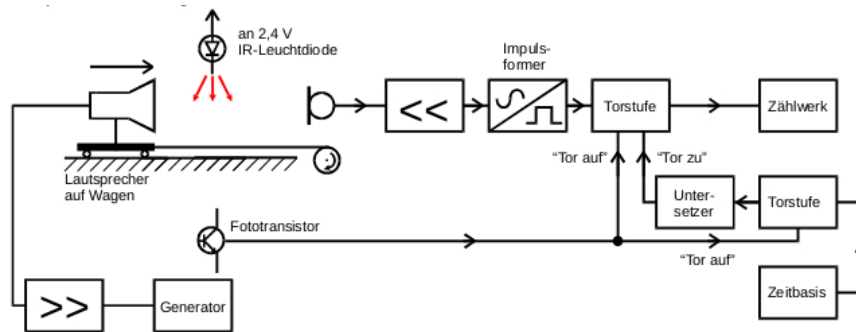 an 2,4 V
IR-Leuchtdiode
Impuls-
former
<<
Torstufe
Zählwerk
"Tor auf"
"Tor zu"
Lautsprecher
auf Wagen
Unter-
setzer
Torstufe
Fototransistor
"Tor auf"
>>
Generator
Zeitbasis